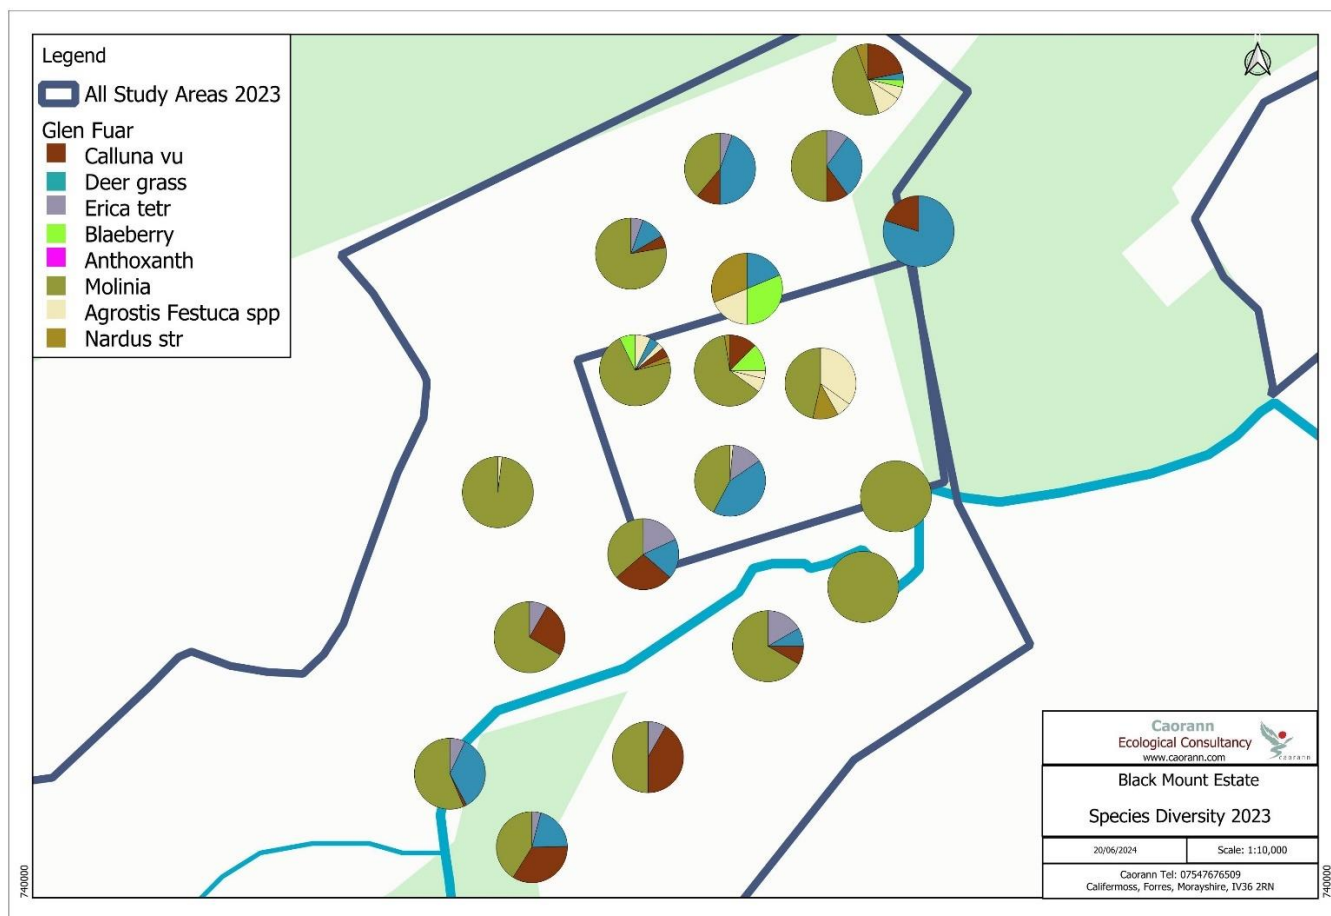 Legend
All Study Areas 2023
Glen Fuar
Calluna vu
Deer grass
Erica tetr
Blaeberry
Anthoxanth
Molinia
Agrostis Festuca spp
Nardus str
Caorann
Ecological Consultancy
www.caorann.com
caorann
Black Mount Estate
Species Diversity 2023
20/06/2024
Scale: 1:10,000
Caorann Tel: 07547676509
Califermoss, Forres, Morayshire, IV36 2RN
740000
740000